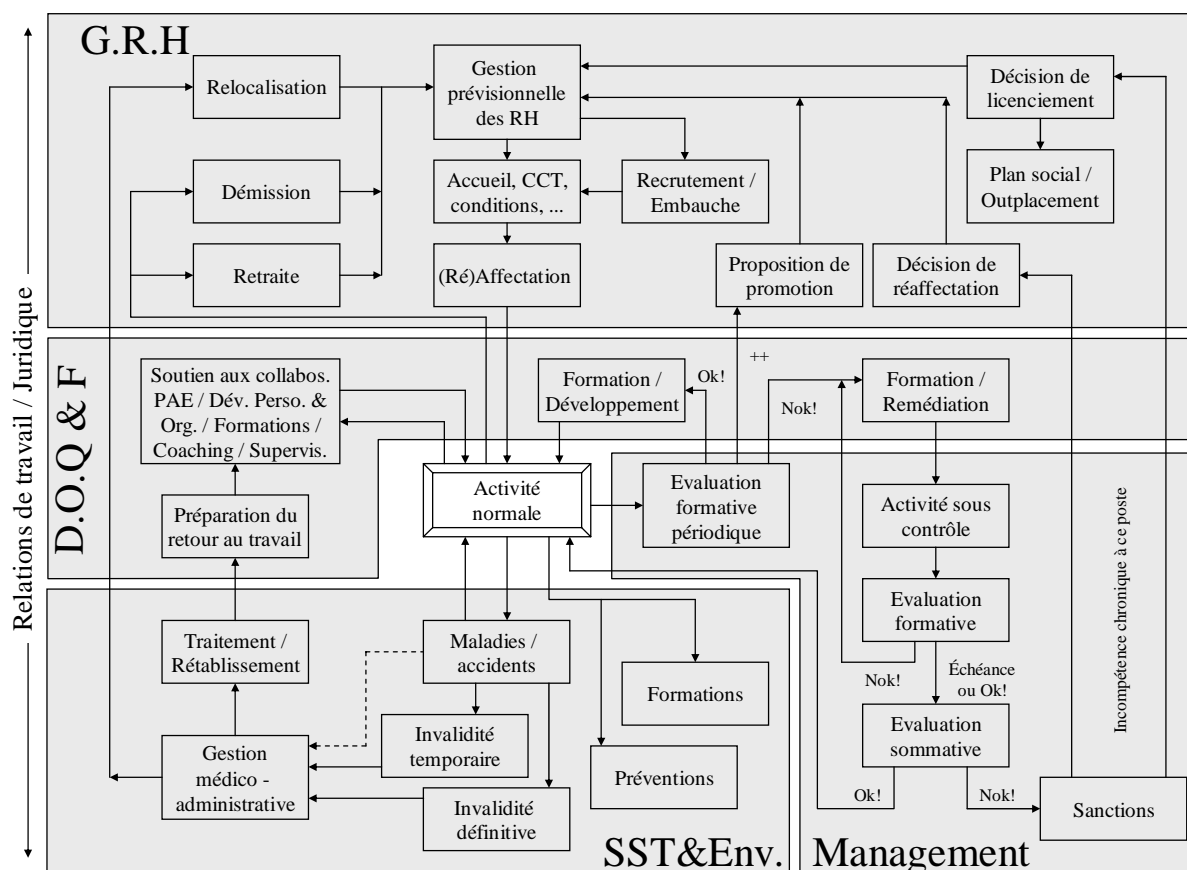 G.R.H
Relocalisation
Gestion
prévisionnelle
des RH
Décision de
licenciement
Démission
Accueil, CCT,
conditions, ...
Recrutement /
Embauche
Plan social /
Outplacement
Retraite
(Ré)Affectation
Proposition de
promotion
Décision de
réaffectation
Relations de travail / Juridique
D.O.Q & F
Soutien aux collabos.
PAE / Dév. Perso. &
Org. / Formations /
Coaching / Supervis.
Formation /
Développement
Ok!
++
Nok!
Formation /
Remédiation
Activité
normale
Evaluation
formative
périodique
Préparation du
retour au travail
Activité sous
contrôle
Incompétence chronique à ce poste
Evaluation
formative
Traitement /
Rétablissement
Maladies /
accidents
Formations
Nok!
Échéance
ou Ok!
Gestion
médico -
administrative
Invalidité
temporaire
Préventions
Evaluation
sommative
Invalidité
définitive
Ok!
Nok!
Sanctions
SST&Env.
Management